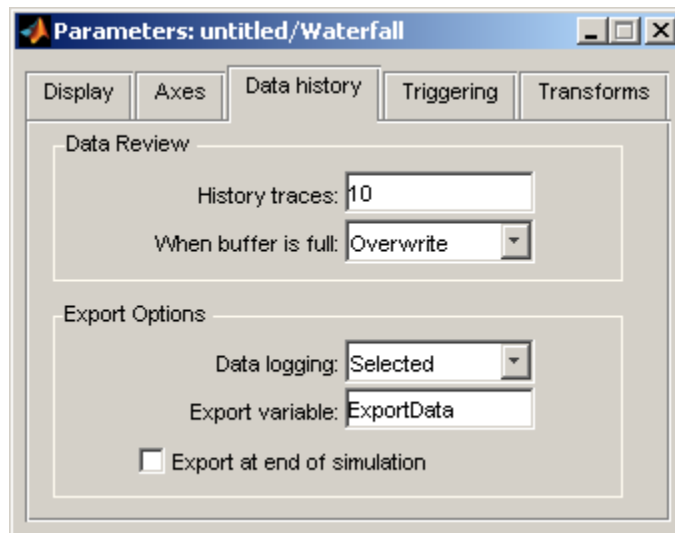 Parameters: untitled/Waterfall
Display Axes Data history Triggering Transforms
Data Review
History traces: 10
When buffer is full: Overwrite
Export Options
Data logging: Selected
Export variable: ExportData
Export at end of simulation